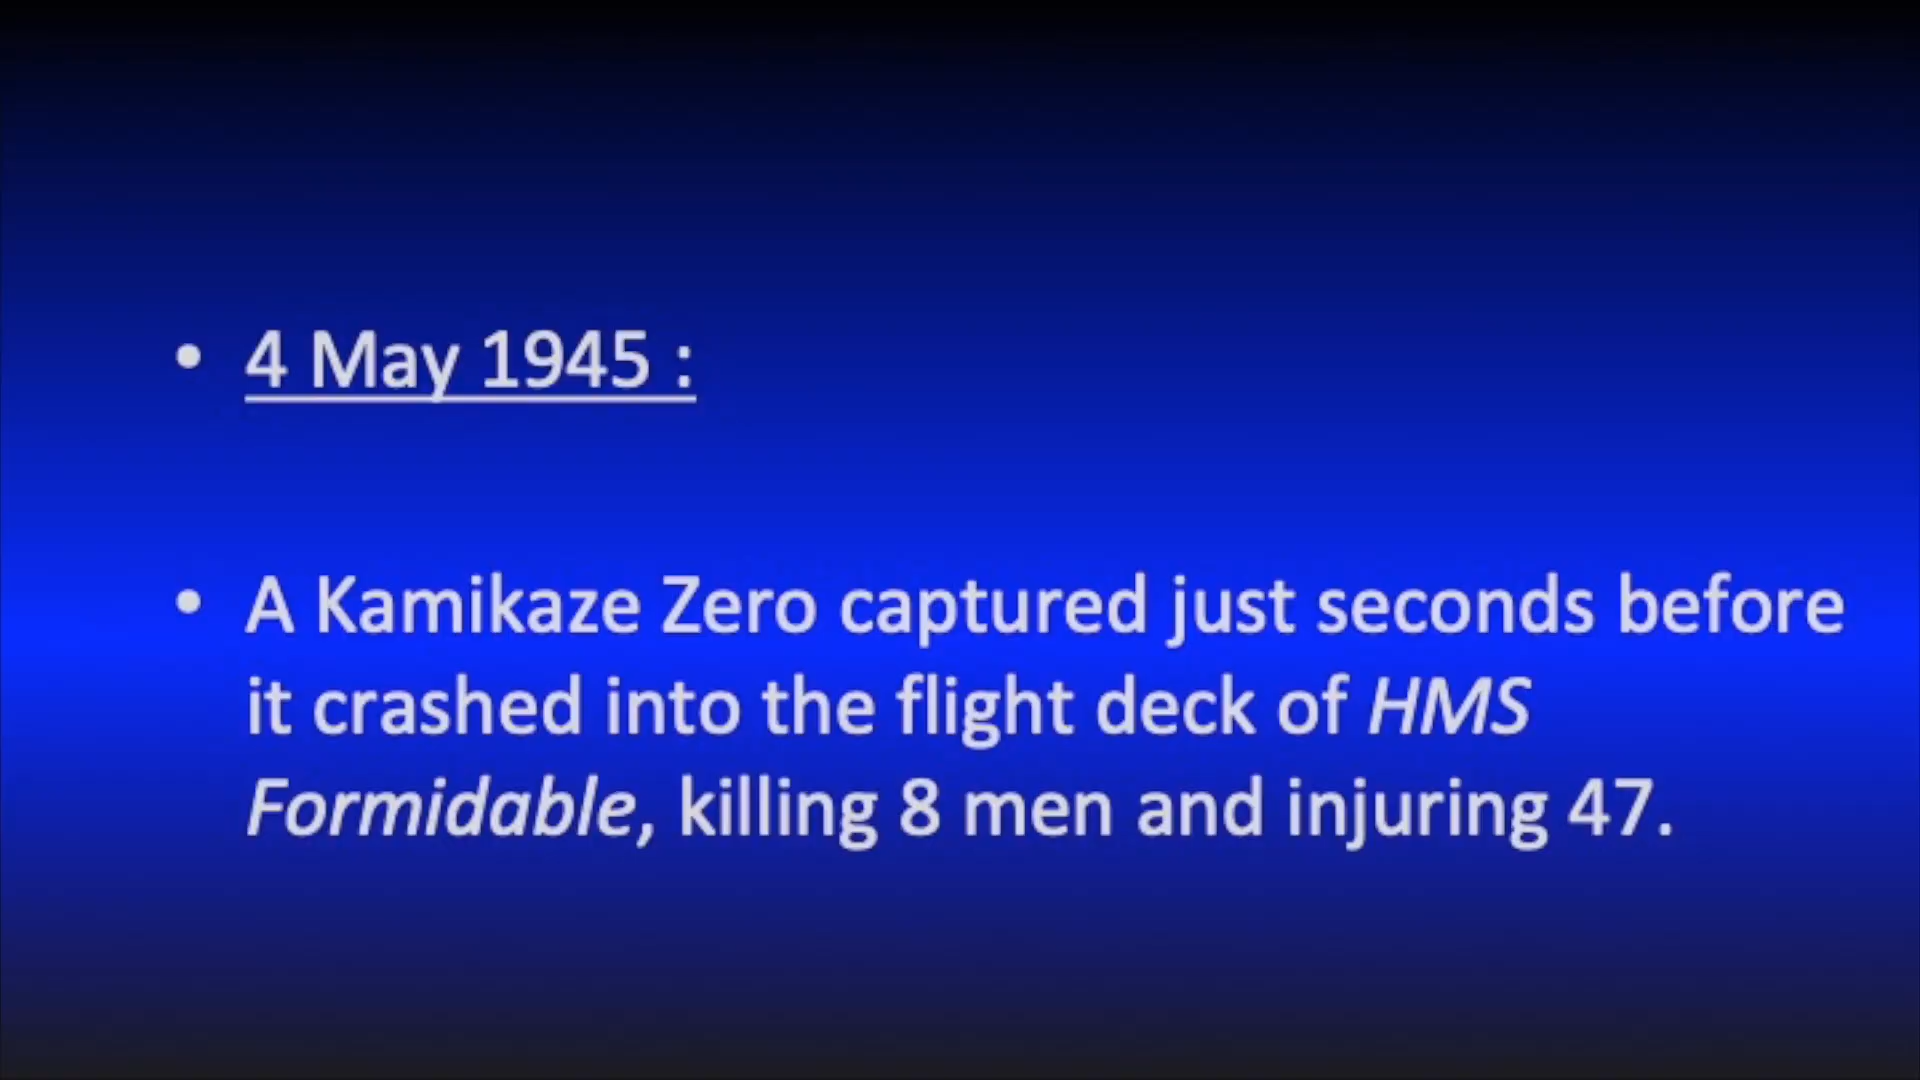 • 4 May 1945 :
• A Kamikaze Zero captured just seconds before
it crashed into the flight deck of HMS
Formidable, killing 8 men and injuring 47.